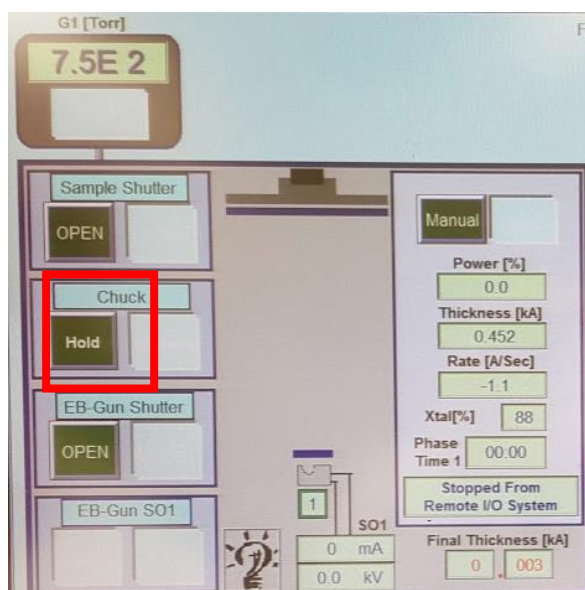 G1 [Torr]
7.5E 2
Sample Shutter
OPEN
Chuck
Hold
EB-Gun Shutter
OPEN
EB-Gun SO1
Manual
Power [%]
0.0
Thickness [kA]
0.452
Rate [A/Sec]
-1.1
Xtal[%] 88
Phase
Time 1 00:00
Stopped From
Remote I/O System
1
SO1
0 mA
0.0 kV
Final Thickness [kA]
0 . 003